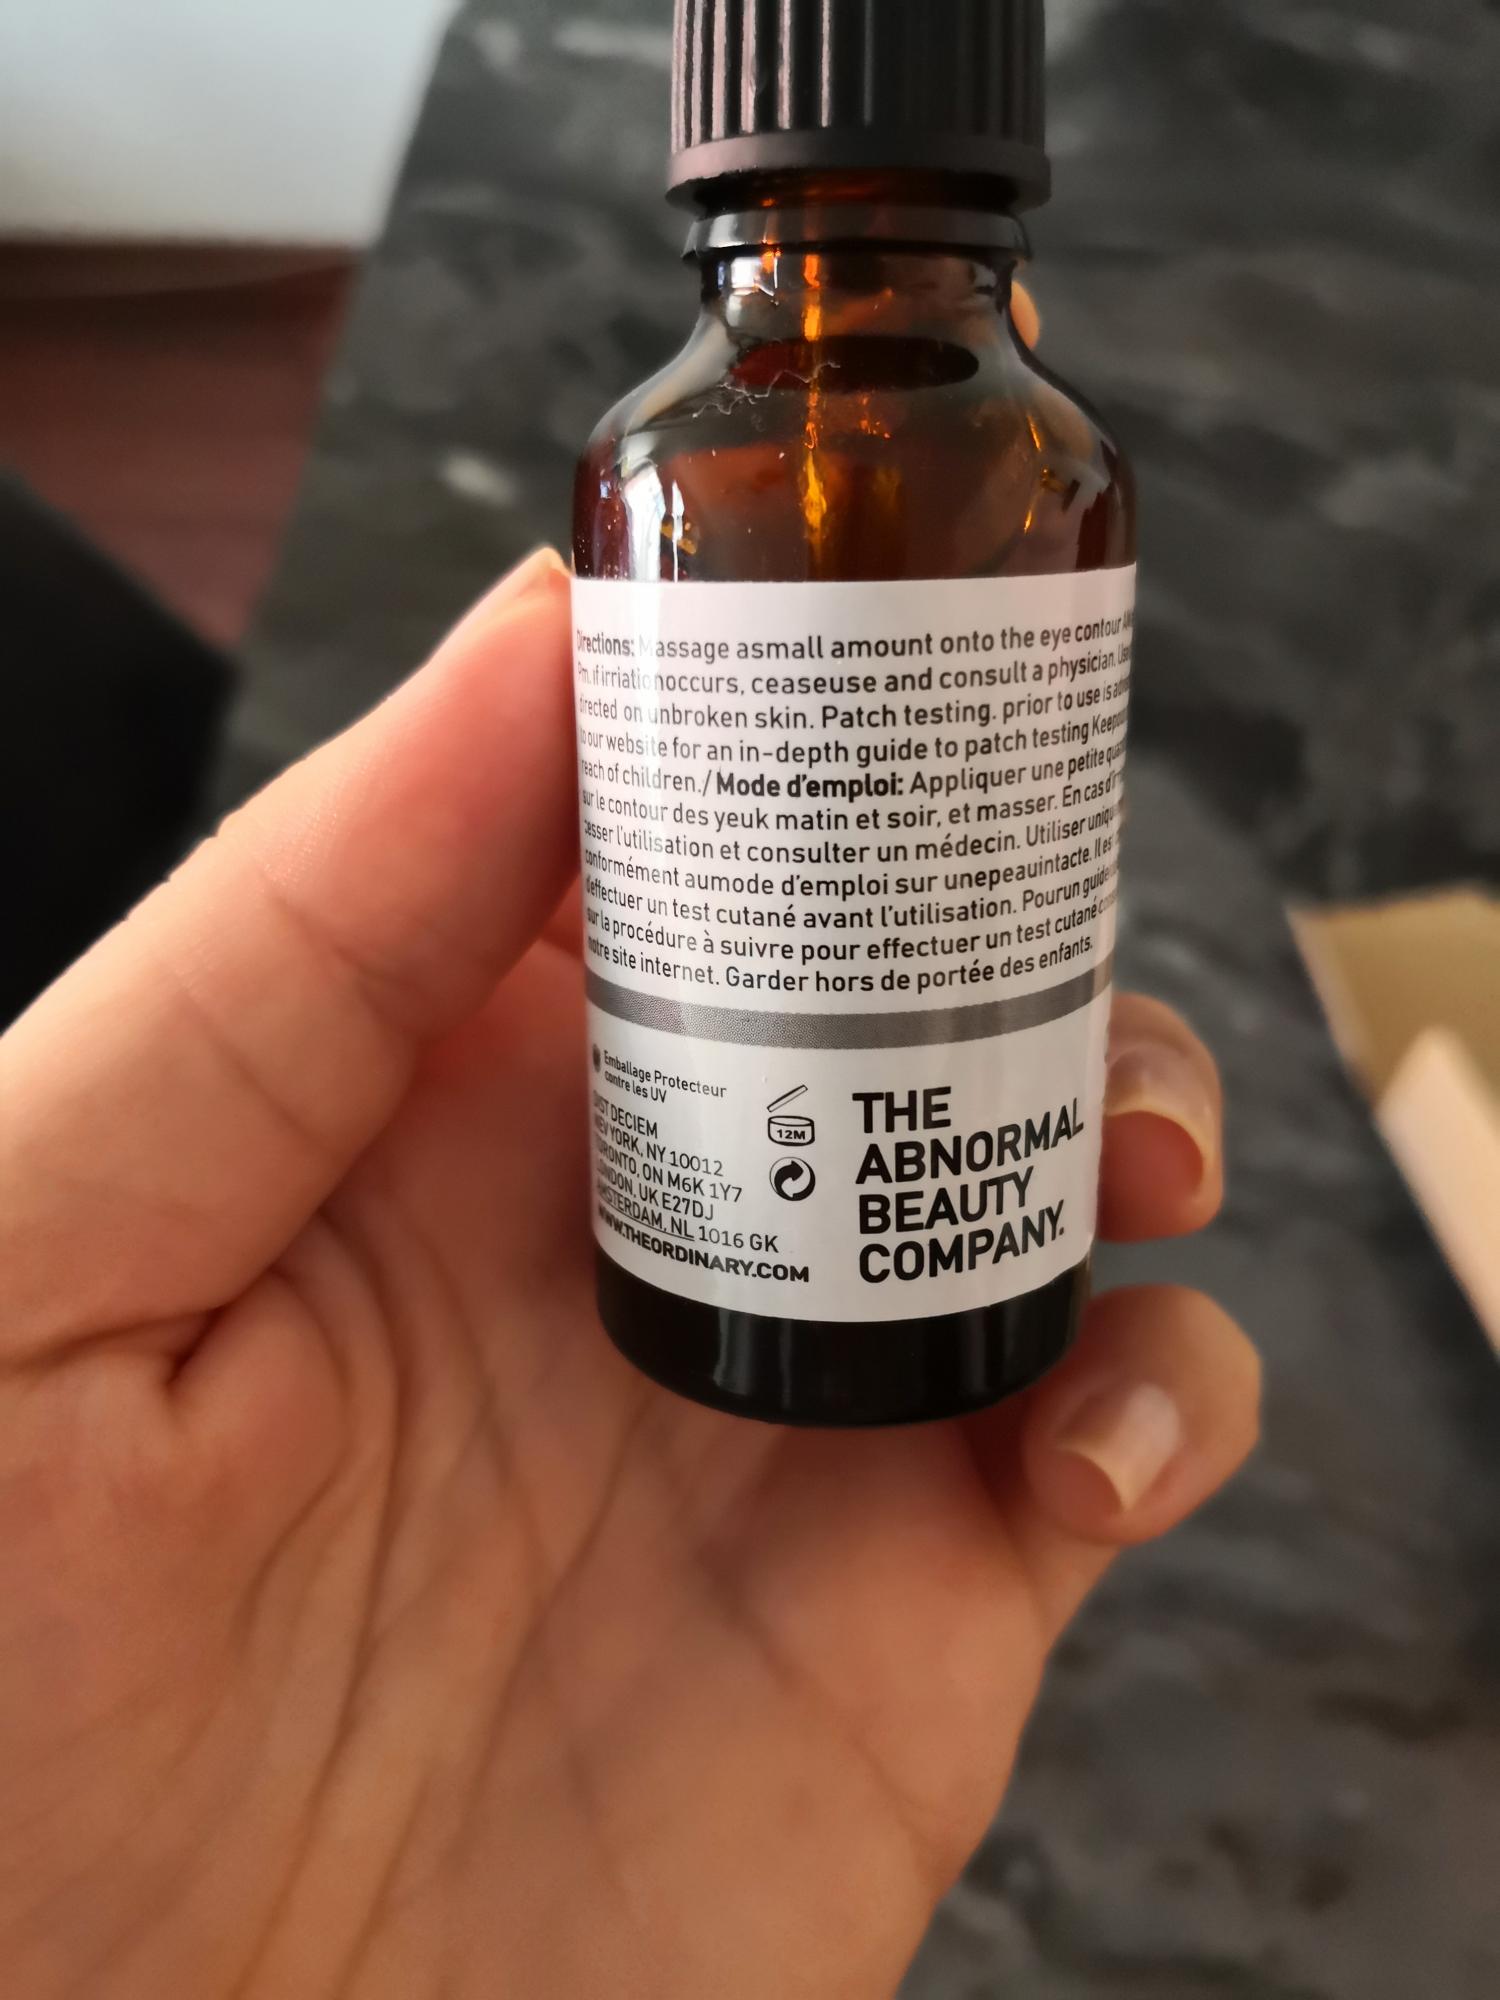 Directions: Massage asmall amount onto the eye contour
Pm. if irriationoccurs, ceaseuse and consult a physician.
directed on unbroken skin. Patch testing. prior to use is
to our website for an in-depth guide to patch testing
reach of children./ Mode d'emploi: Appliquer une petite
sur le contour des yeuk matin et soir, et masser. En cas
cesser l'utilisation et consulter un médecin. Utiliser
conformément aumode d'emploi sur unepeauintacte.
d'effectuer un test cutané avant l'utilisation. Pourun
sur la procédure à suivre pour effectuer un test cutané
notre site internet. Garder hors de portée des enfants.
Emballage Protecteur
contre les UV
DIST DECIEM
NEW YORK, NY 10012
TORONTO, ON M6K 1Y7
LONDON, UK E27DJ
AMSTERDAM, NL 1016 GK
WWW.THEORDINARY.COM
12M
THE
ABNORMAL
BEAUTY
COMPANY.